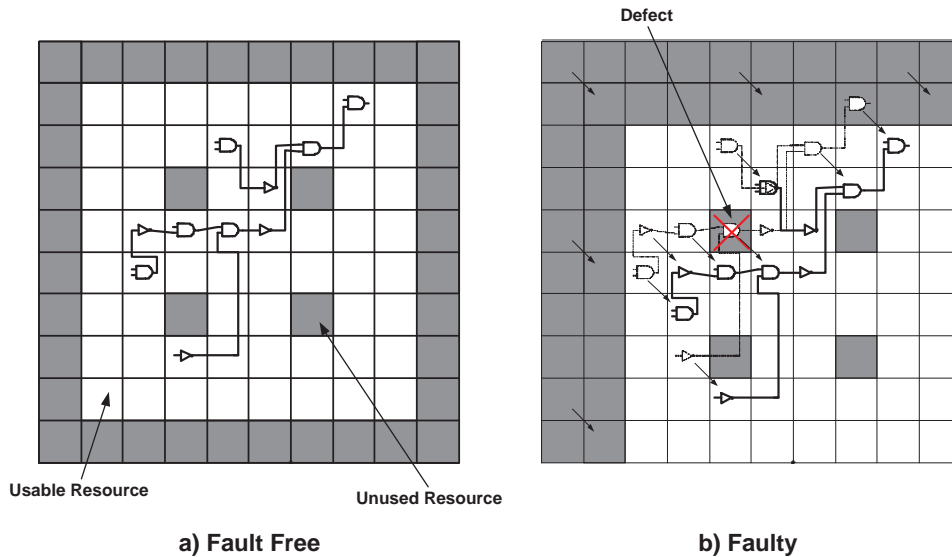 Defect
Usable Resource
Unused Resource
a) Fault Free
b) Faulty